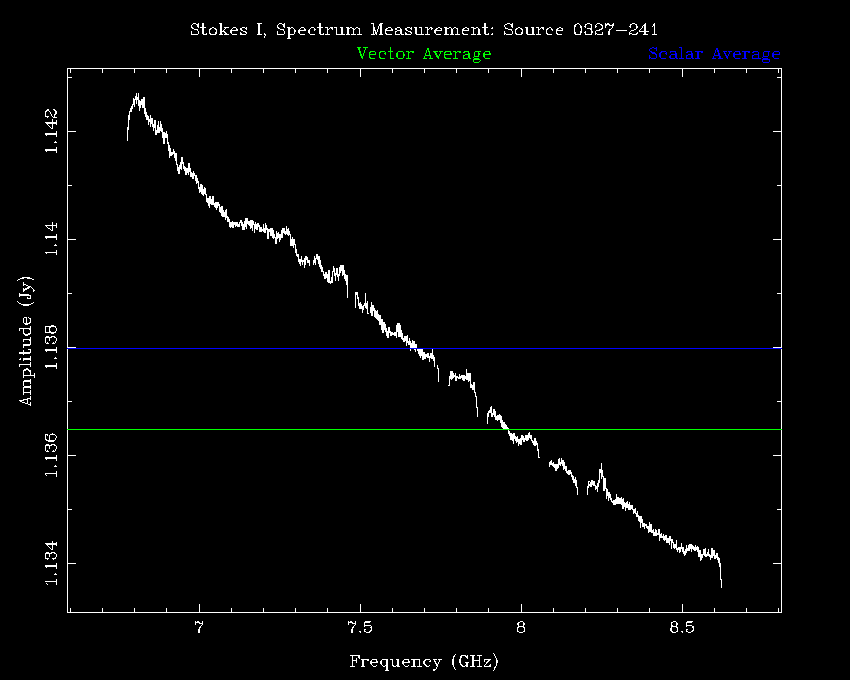 Stokes I, Spectrum Measurement: Source 0327-241
Vector Average
Scalar Average
Amplitude (Jy)
1.142
1.14
1.138
1.136
1.134
7
7.5
8
8.5
Frequency (GHz)